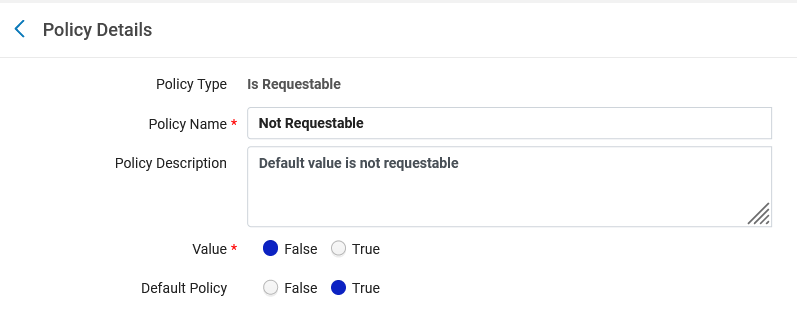 Policy Details
Policy Type Is Requestable
Policy Name * Not Requestable
Policy Description Default value is not requestable
Value * False True
Default Policy False True